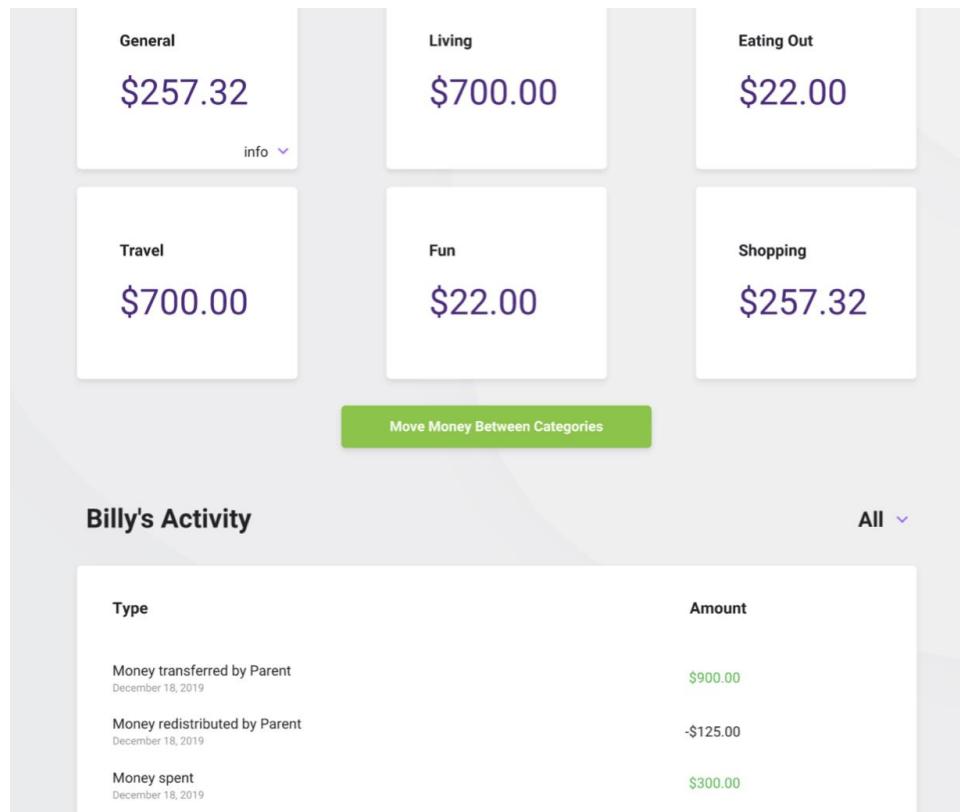 General
$257.32
info
Living
$700.00
Eating Out
$22.00
Travel
$700.00
Fun
$22.00
Shopping
$257.32
Move Money Between Categories
Billy's Activity
All
Type
Amount
Money transferred by Parent
December 18, 2019
$900.00
Money redistributed by Parent
December 18, 2019
-$125.00
Money spent
December 18, 2019
$300.00